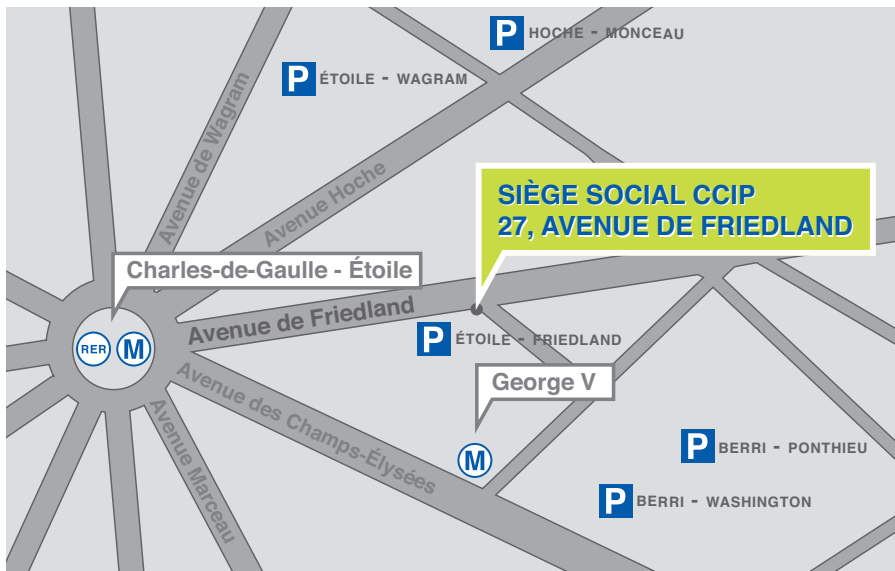 P HOCHE - MONCEAU
P ÉTOILE - WAGRAM
Avenue de Wagram
Avenue Hoche
SIÈGE SOCIAL CCIP
27, AVENUE DE FRIEDLAND
Charles-de-Gaulle - Étoile
RER M
Avenue de Friedland
P ÉTOILE - FRIEDLAND
George V
M
Avenue des Champs-Élysées
Avenue Marceau
P BERRI - PONTHIEU
P BERRI - WASHINGTON